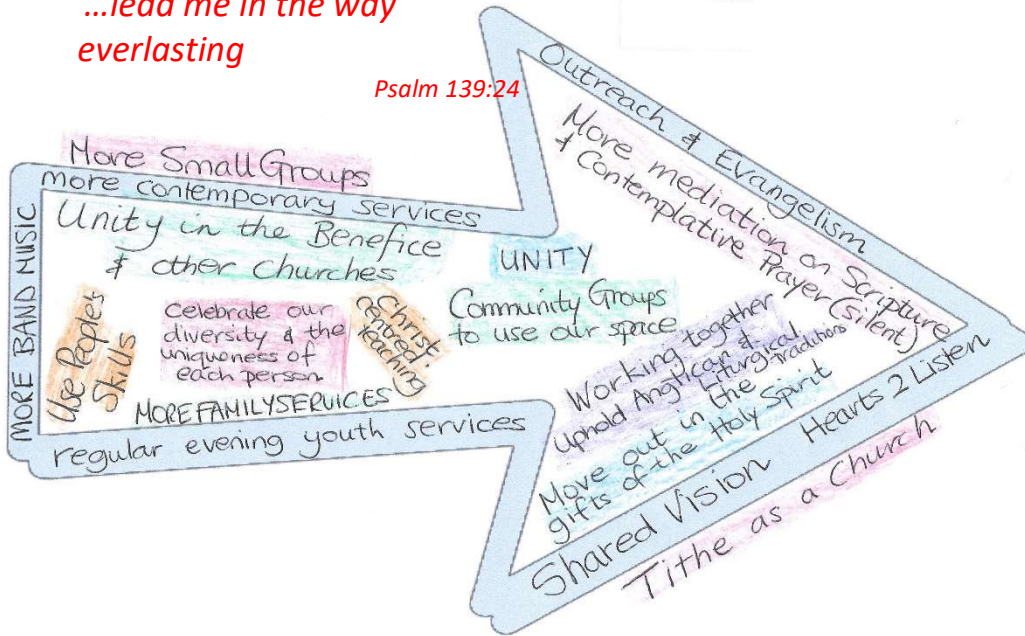 ...lead me in the way
everlasting
Psalm 139:24
More Small Groups
more contemporary services
MORE BAND MUSIC
Unity in the Benefice
& other churches
Use People's
Skills
celebrate our
diversity & the
uniqueness of
each person
Christ
centred
teaching
MORE FAMILY SERVICES
regular evening youth services
UNITY
Community Groups
to use our space
Outreach & Evangelism
More mediation on Scripture
& Contemplative Prayer (silent)
Working together
uphold Anglican &
Liturgical
Traditions
Move out in the
gifts of the Holy Spirit
Shared Vision
Hearts 2 Listen
Tithe as a Church